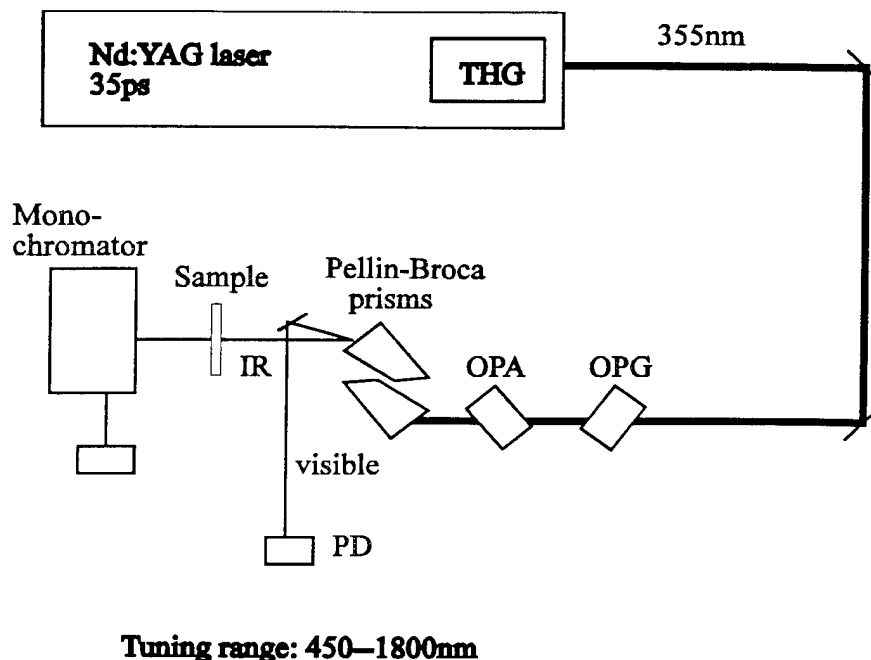 Nd:YAG laser
35ps
THG
355nm
Mono-
chromator
Sample
Pellin-Broca
prisms
IR
OPA
OPG
visible
PD
Tuning range: 450–1800nm